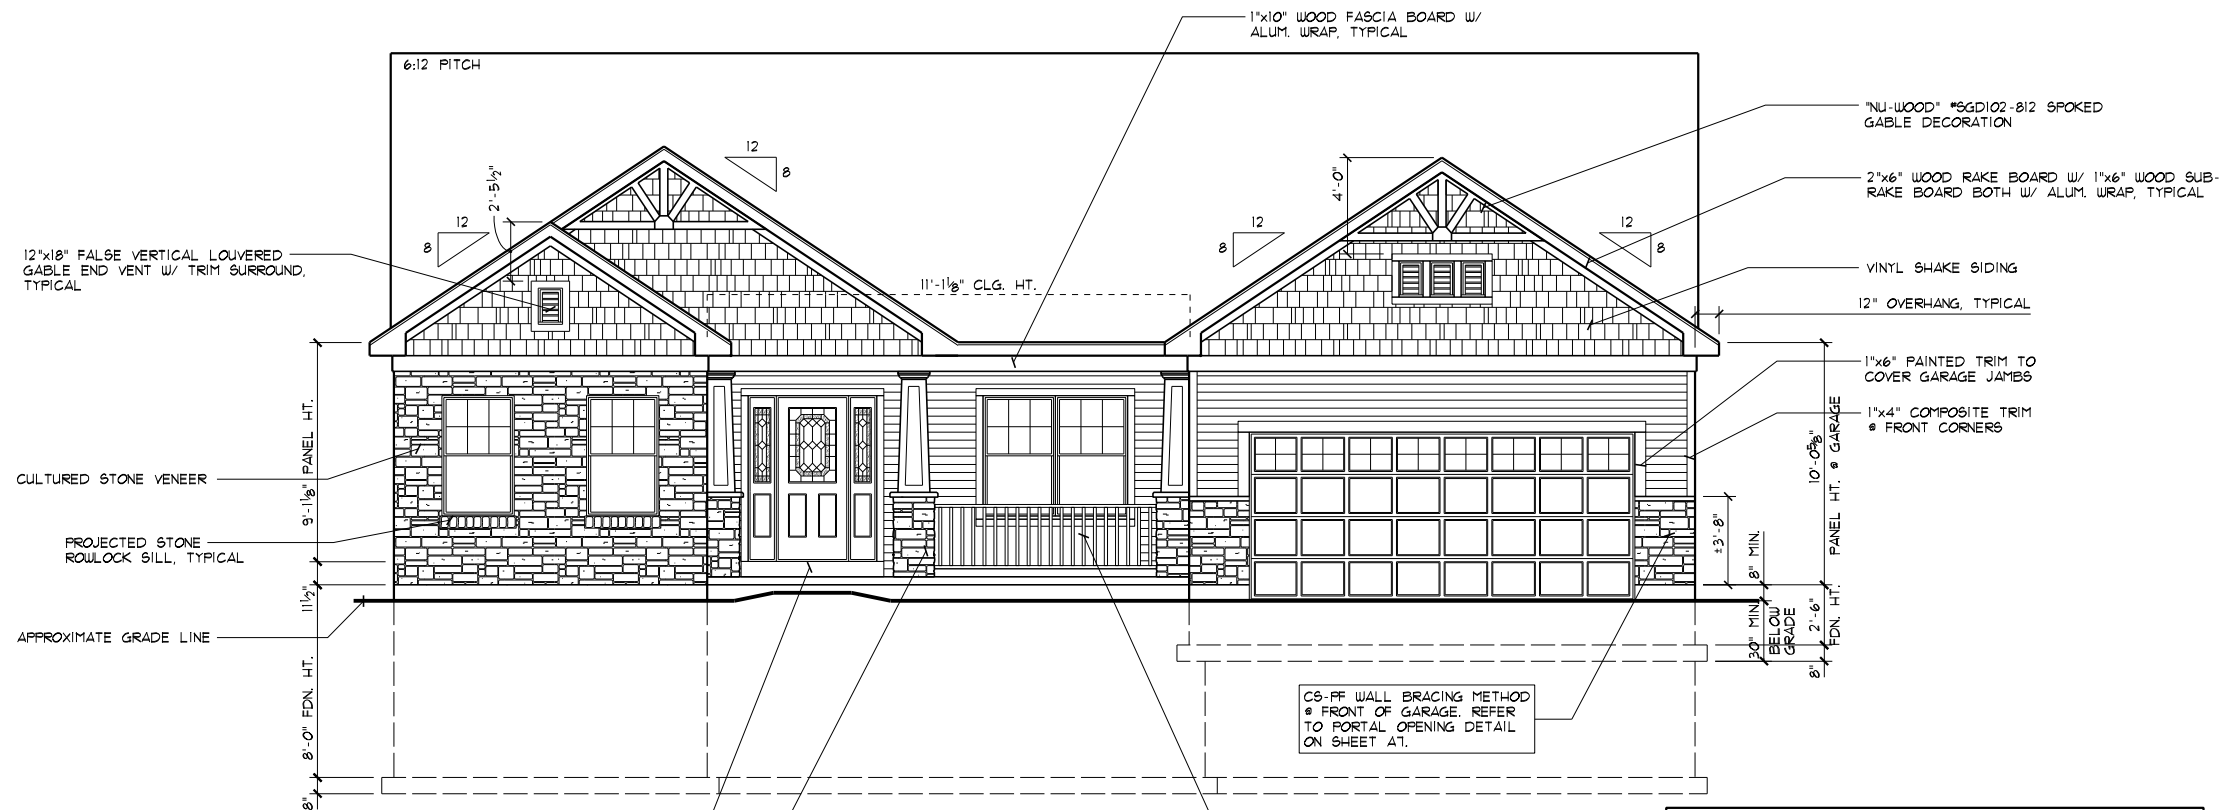 1"x10" WOOD FASCIA BOARD W/
ALUM. WRAP, TYPICAL
6:12 PITCH
"NU-WOOD" #SGD102-812 SPOKED
GABLE DECORATION
12
8
2'-5½"
4'-0"
2"x6" WOOD RAKE BOARD W/ 1"x6" WOOD SUB-
RAKE BOARD BOTH W/ ALUM. WRAP, TYPICAL
12
8
12
8
12
8
12"x18" FALSE VERTICAL LOUVERED
GABLE END VENT W/ TRIM SURROUND,
TYPICAL
VINYL SHAKE SIDING
11'-1⅛" CLG. HT.
12" OVERHANG, TYPICAL
1"x6" PAINTED TRIM TO
COVER GARAGE JAMBS
1"x4" COMPOSITE TRIM
@ FRONT CORNERS
9'-1⅛" PANEL HT.
10'-0⅝"
PANEL HT. @ GARAGE
CULTURED STONE VENEER
PROJECTED STONE
ROWLOCK SILL, TYPICAL
±3'-8"
8" MIN.
11½"
APPROXIMATE GRADE LINE
30" MIN.
BELOW
GRADE
2'-6"
FDN. HT.
8"
8'-0" FDN. HT.
CS-PF WALL BRACING METHOD
@ FRONT OF GARAGE. REFER
TO PORTAL OPENING DETAIL
ON SHEET A7.
8"